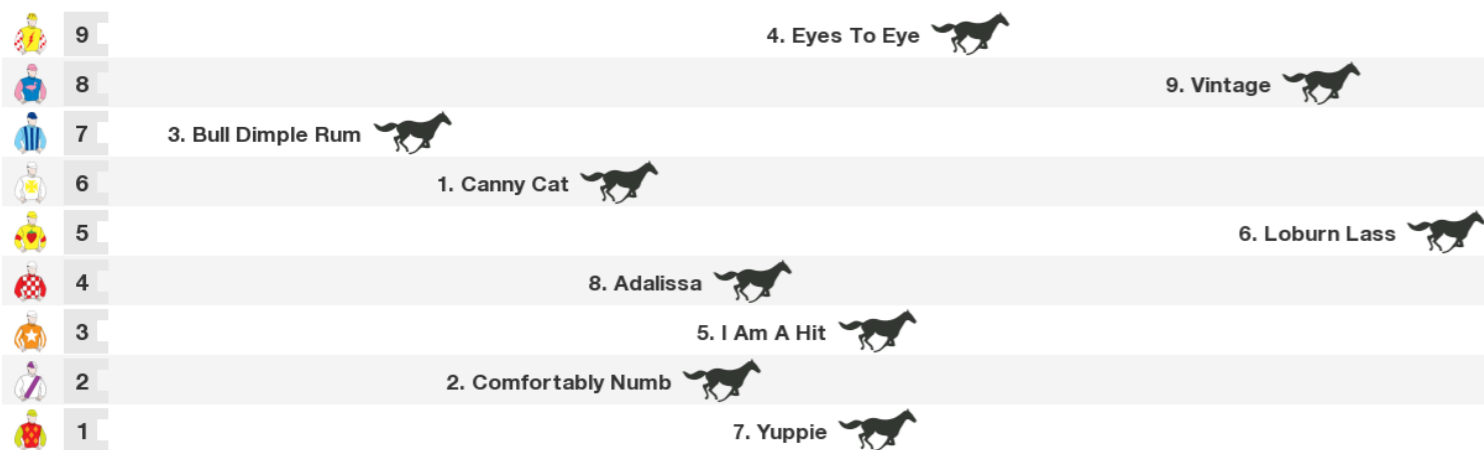 9 4. Eyes To Eye
8 9. Vintage
7 3. Bull Dimple Rum
6 1. Canny Cat
5 6. Loburn Lass
4 8. Adalissa
3 5. I Am A Hit
2 2. Comfortably Numb
1 7. Yuppie